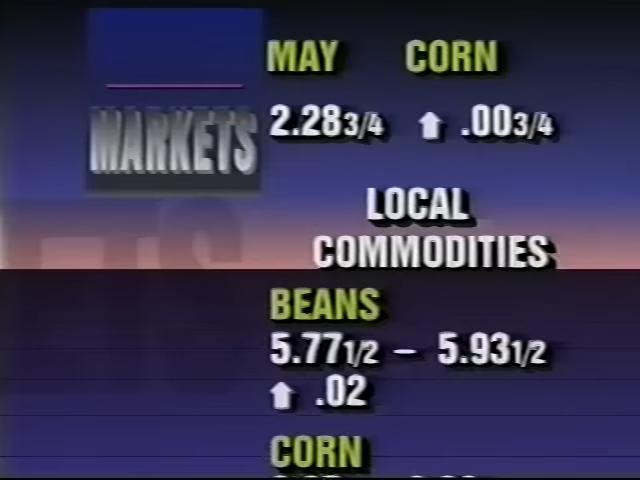 MAY CORN
MARKETS 2.283/4 ⬆ .003/4
LOCAL
COMMODITIES
BEANS
5.771/2 – 5.931/2
⬆ .02
CORN